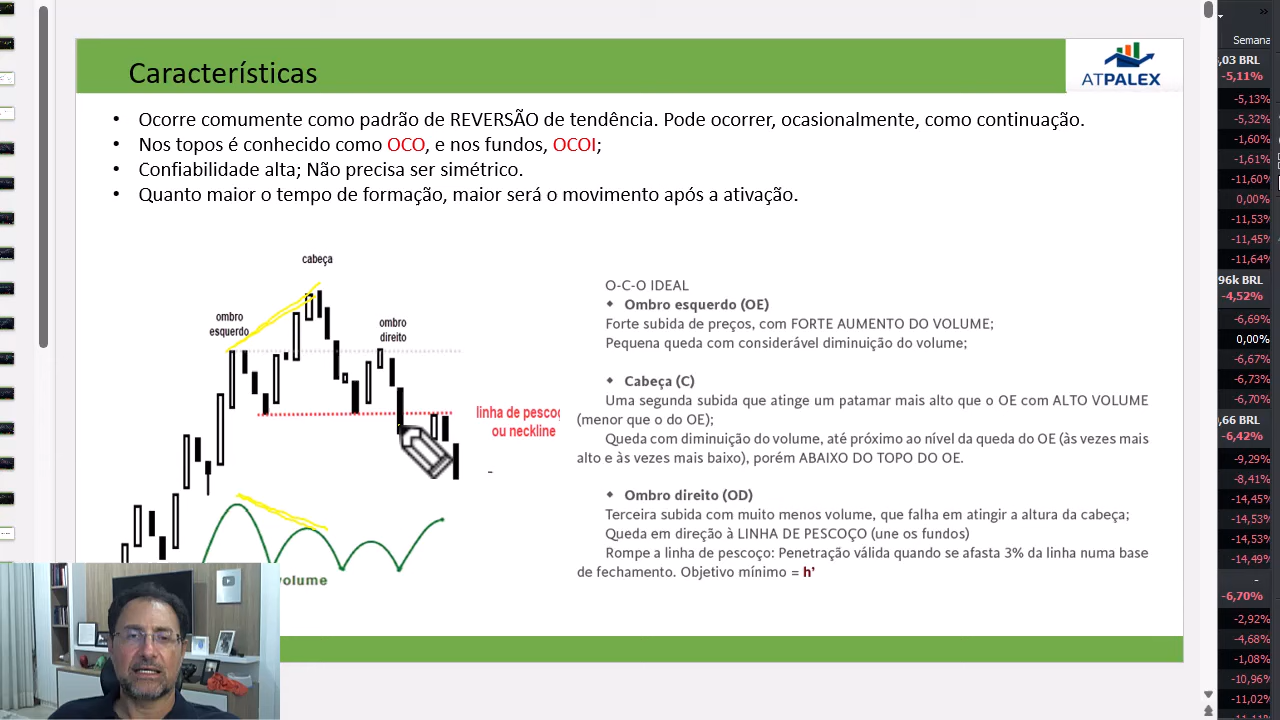 Características
ATPALEX
• Ocorre comumente como padrão de REVERSÃO de tendência. Pode ocorrer, ocasionalmente, como continuação.
• Nos topos é conhecido como OCO, e nos fundos, OCOI;
• Confiabilidade alta; Não precisa ser simétrico.
• Quanto maior o tempo de formação, maior será o movimento após a ativação.
cabeça
ombro
esquerdo
ombro
direito
linha de pescoç
ou neckline
-
volume
O-C-O IDEAL
Ombro esquerdo (OE)
Forte subida de preços, com FORTE AUMENTO DO VOLUME;
Pequena queda com considerável diminuição do volume;
Cabeça (C)
Uma segunda subida que atinge um patamar mais alto que o OE com ALTO VOLUME
(menor que o do OE);
Queda com diminuição do volume, até próximo ao nível da queda do OE (às vezes mais
alto e às vezes mais baixo), porém ABAIXO DO TOPO DO OE.
Ombro direito (OD)
Terceira subida com muito menos volume, que falha em atingir a altura da cabeça;
Queda em direção à LINHA DE PESCOÇO (une os fundos)
Rompe a linha de pescoço: Penetração válida quando se afasta 3% da linha numa base
de fechamento. Objetivo mínimo = h’
Semana
,03 BRL
-5,11%
-5,13%
-5,32%
-1,60%
-1,61%
-11,60%
0,00%
-11,53%
-11,45%
-11,64%
96k BRL
-4,52%
-6,69%
0,00%
-6,67%
-6,73%
-6,70%
,66 BRL
-6,42%
-9,29%
-8,41%
-14,45%
-14,53%
-14,53%
-14,49%
-
-6,70%
-2,92%
-4,68%
-1,08%
-10,96%
-11,02%